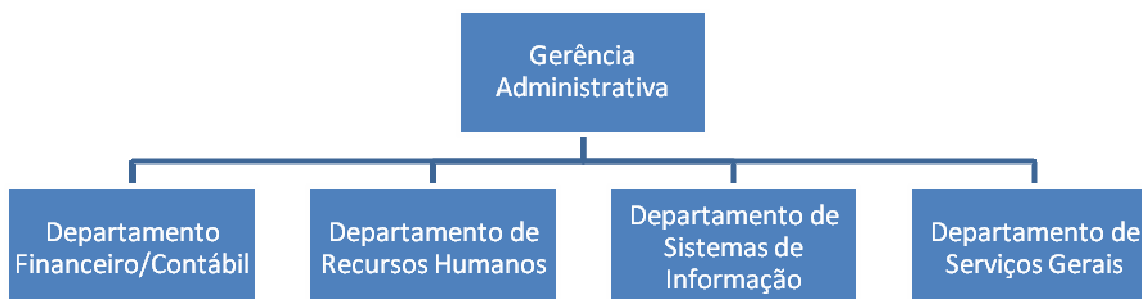 Gerência
Administrativa
Departamento
Financeiro/Contábil
Departamento de
Recursos Humanos
Departamento de
Sistemas de
Informação
Departamento de
Serviços Gerais